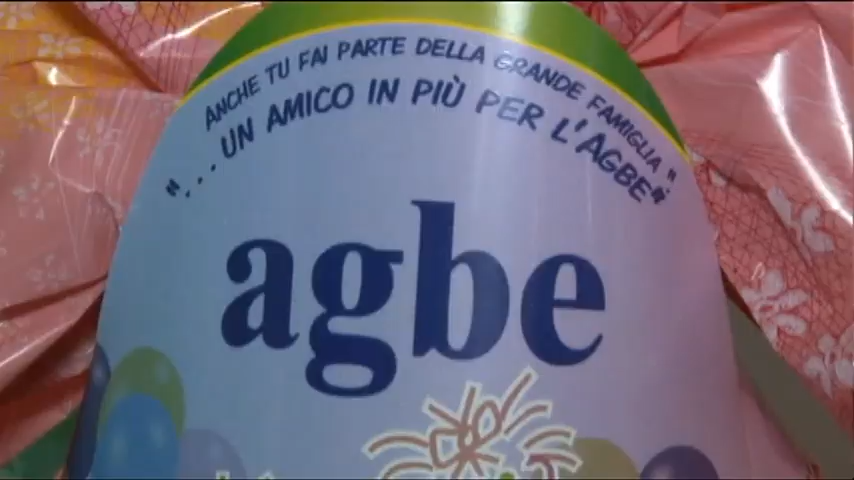 ANCHE TU FAI PARTE DELLA GRANDE FAMIGLIA"
"...UN AMICO IN PIÙ PER L'AGBE"
agbe